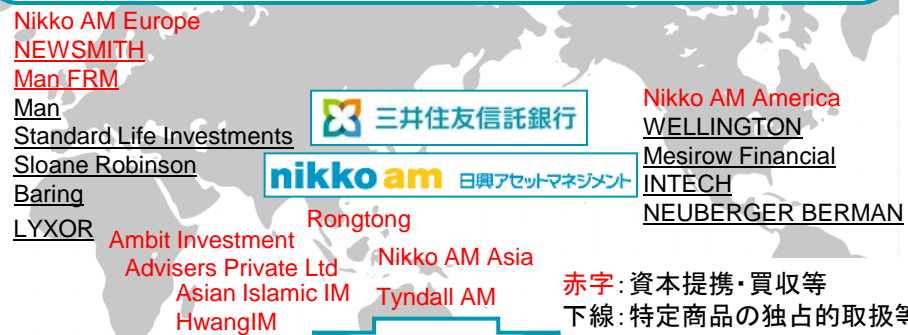 Nikko AM Europe
NEWSMITH
Man FRM
Man
Standard Life Investments
Sloane Robinson
Baring
LYXOR
三井住友信託銀行
nikko am 日興アセットマネジメント
Nikko AM America
WELLINGTON
Mesirow Financial
INTECH
NEUBERGER BERMAN
Rongtong
Ambit Investment
Advisers Private Ltd
Asian Islamic IM
HwangIM
Nikko AM Asia
Tyndall AM
赤字：資本提携・買収等
下線：特定商品の独占的取扱等